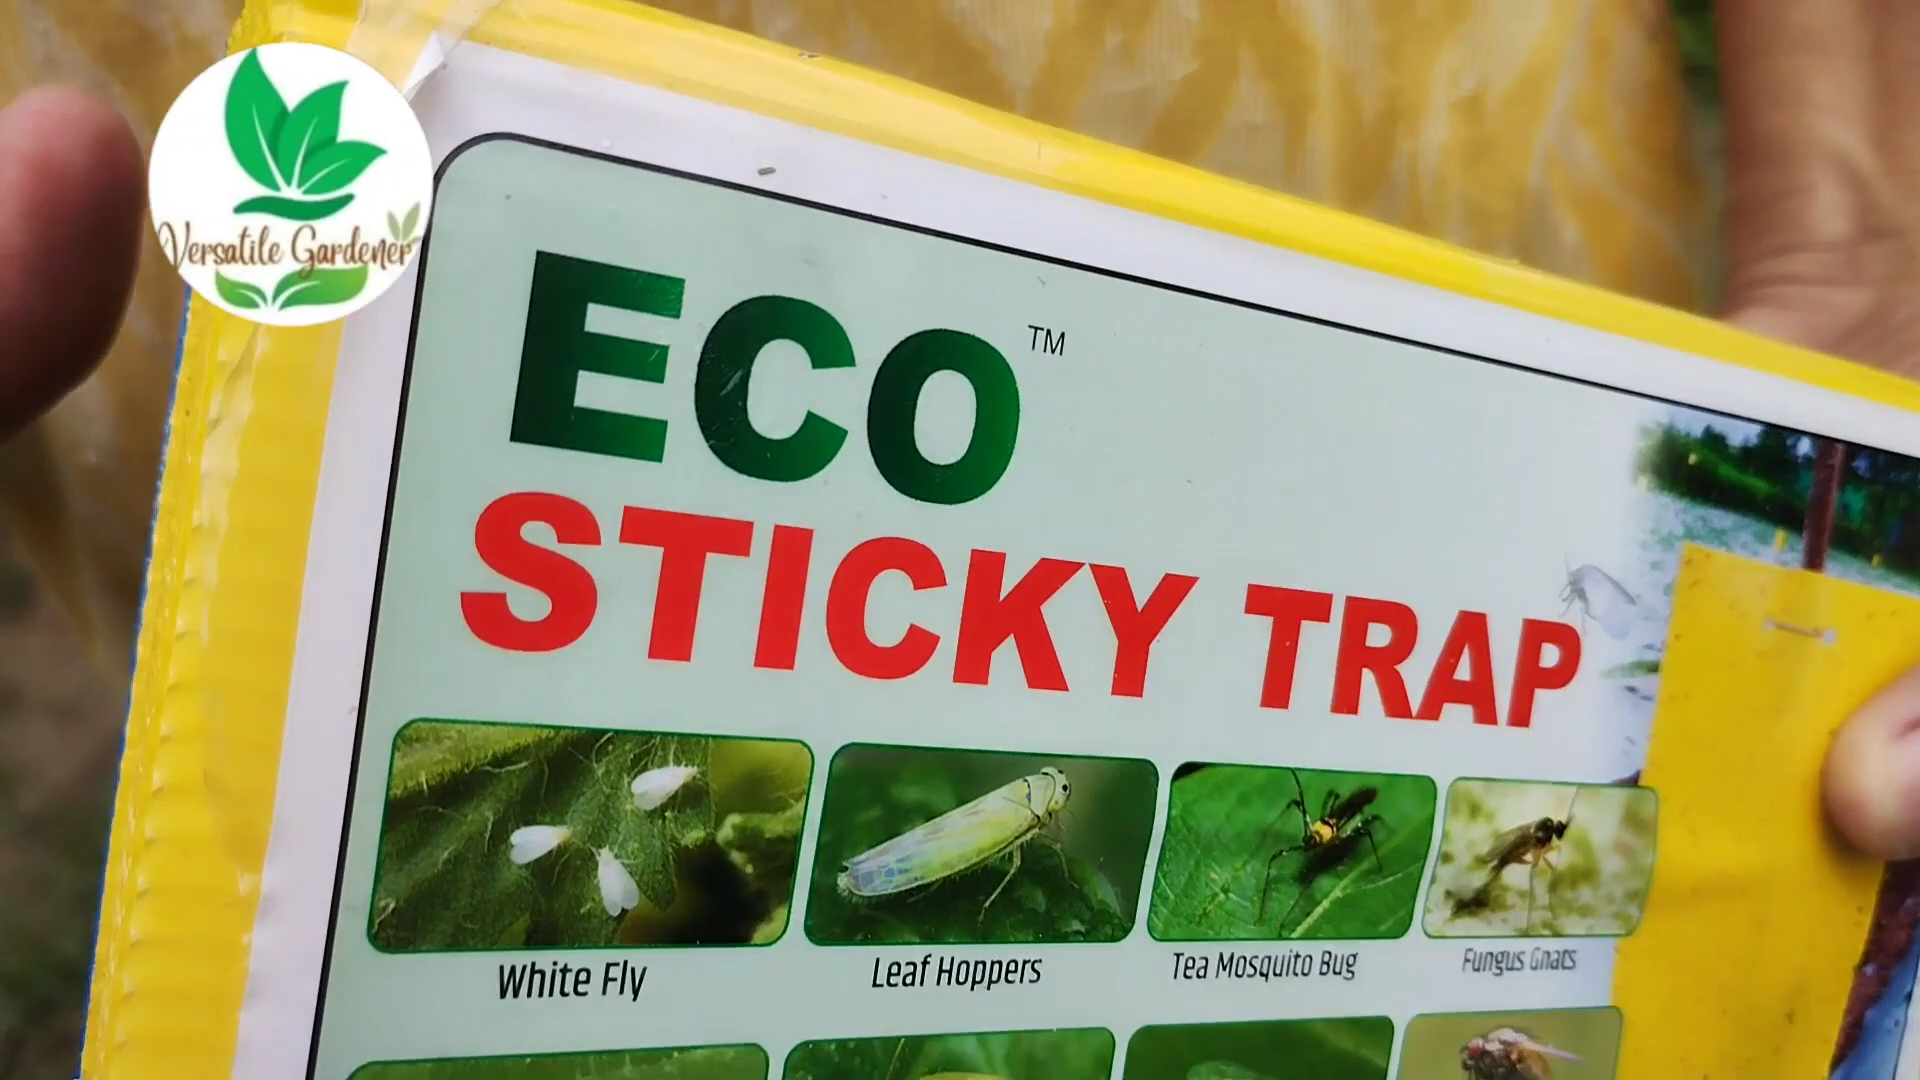 Versatile Gardener
ECO™
STICKY TRAP
White Fly
Leaf Hoppers
Tea Mosquito Bug
Fungus Gnats